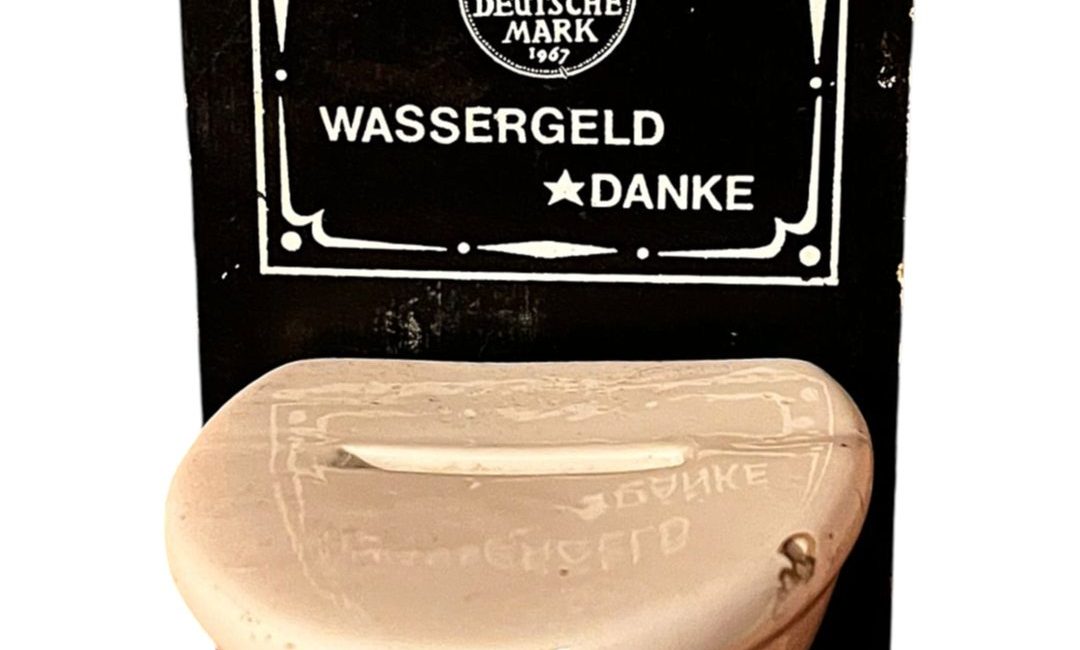 DEUTSCHE
MARK
1967
WASSERGELD
★DANKE